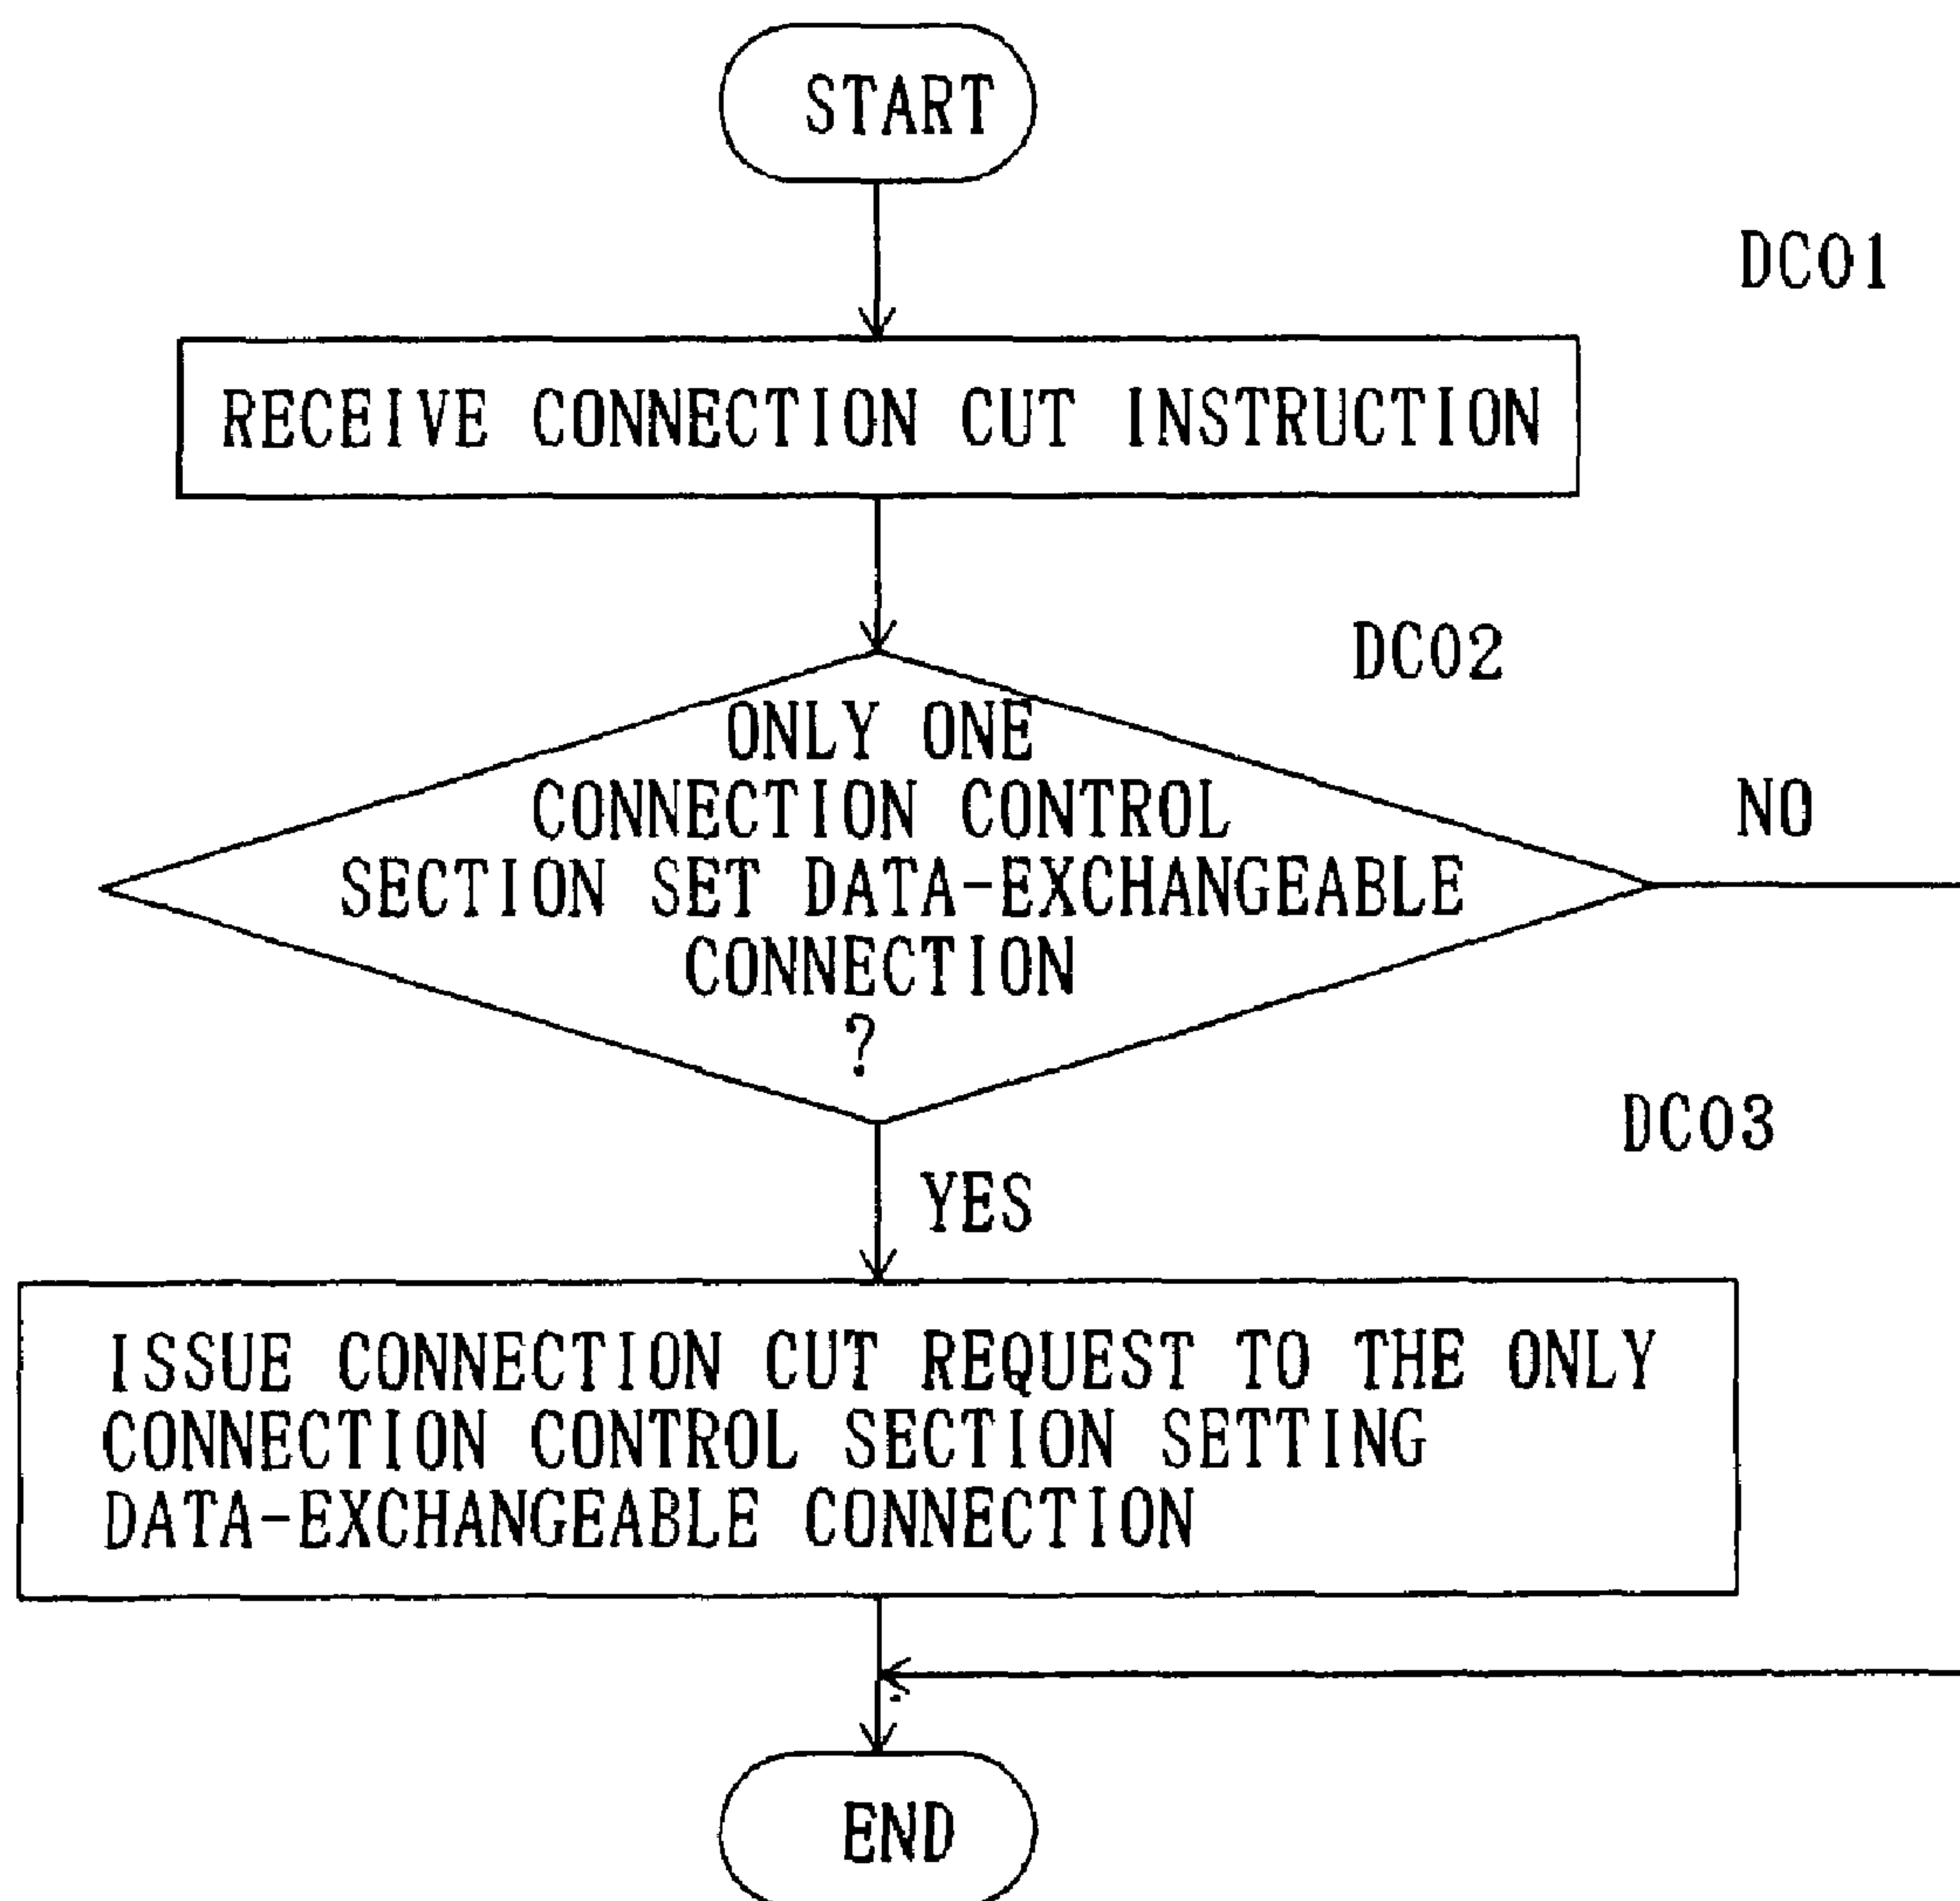 START
DC01
RECEIVE CONNECTION CUT INSTRUCTION
DC02
ONLY ONE
CONNECTION CONTROL
SECTION SET DATA-EXCHANGEABLE
CONNECTION
?
NO
DC03
YES
ISSUE CONNECTION CUT REQUEST TO THE ONLY
CONNECTION CONTROL SECTION SETTING
DATA-EXCHANGEABLE CONNECTION
END